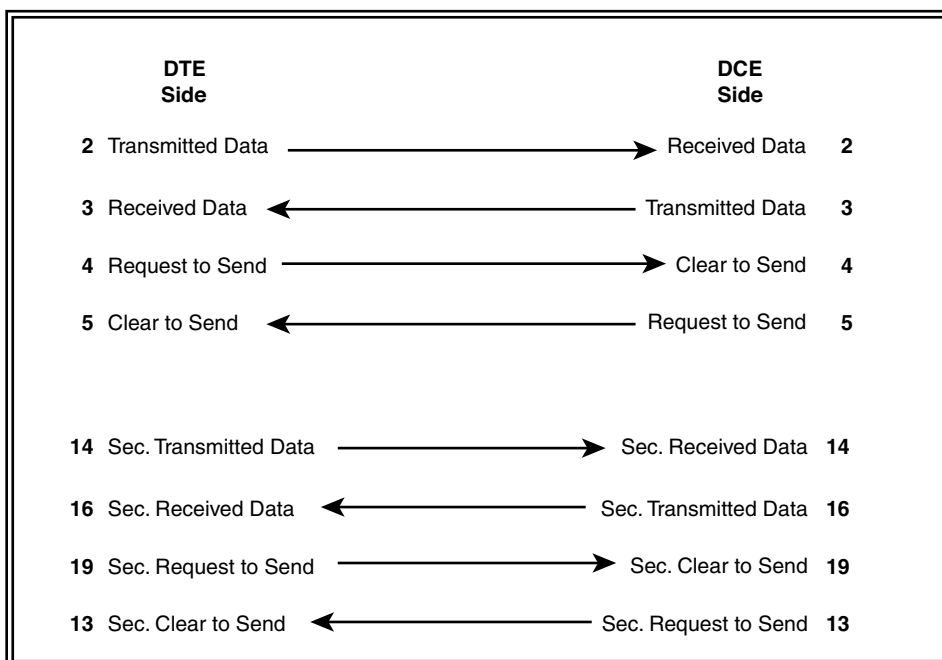 DTE DCE
Side Side
2 Transmitted Data Received Data 2
3 Received Data Transmitted Data 3
4 Request to Send Clear to Send 4
5 Clear to Send Request to Send 5
14 Sec. Transmitted Data Sec. Received Data 14
16 Sec. Received Data Sec. Transmitted Data 16
19 Sec. Request to Send Sec. Clear to Send 19
13 Sec. Clear to Send Sec. Request to Send 13